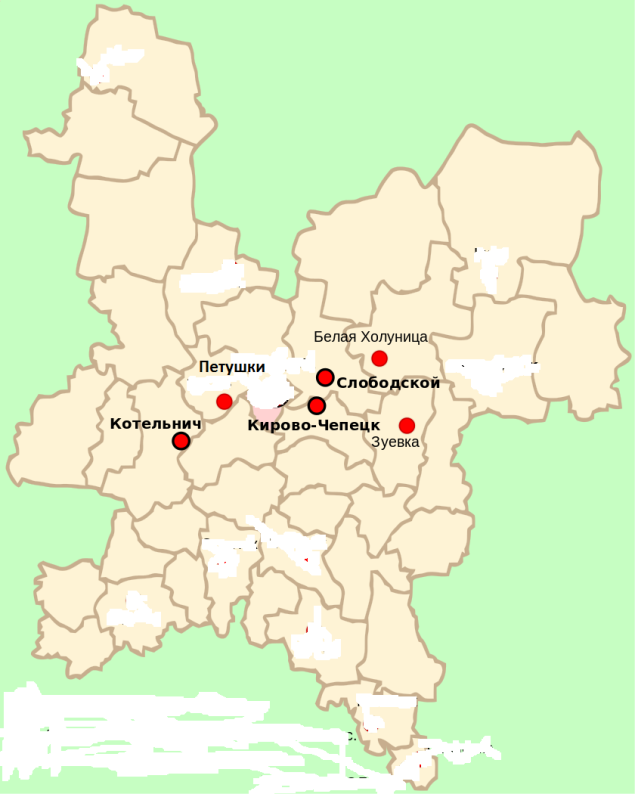 Белая Холуница
Петушки
Слободской
Котельнич
Кирово-Чепецк
Зуевка
с.